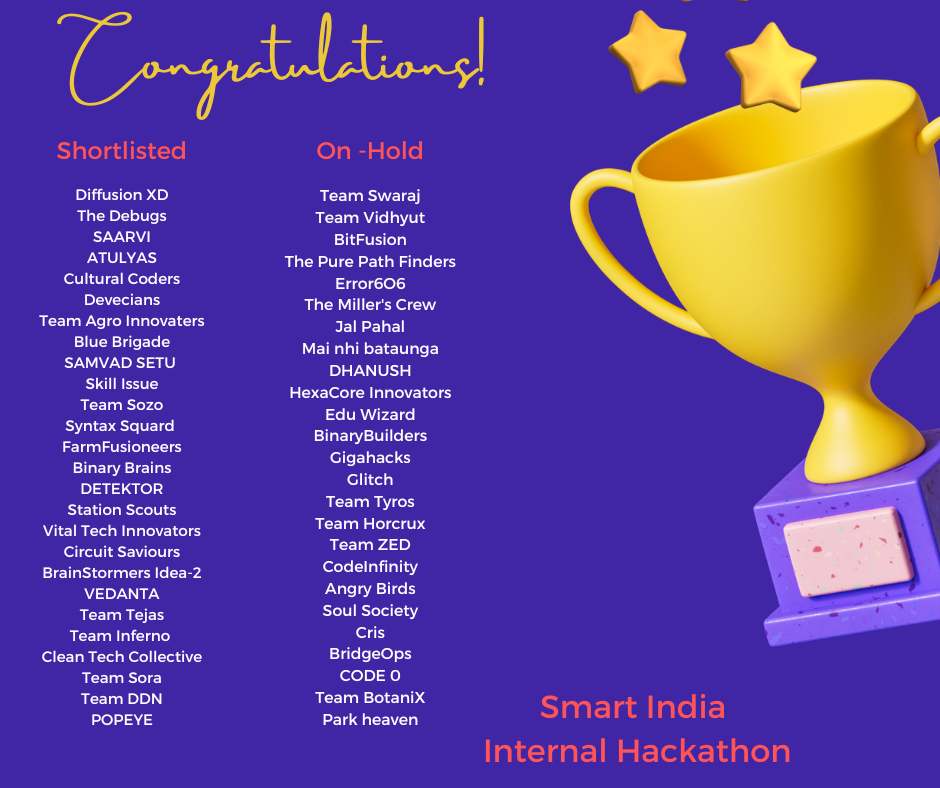 Congratulations!
Shortlisted
Diffusion XD
The Debugs
SAARVI
ATULYAS
Cultural Coders
Devecians
Team Agro Innovaters
Blue Brigade
SAMVAD SETU
Skill Issue
Team Sozo
Syntax Squard
FarmFusioneers
Binary Brains
DETEKTOR
Station Scouts
Vital Tech Innovators
Circuit Saviours
BrainStormers Idea-2
VEDANTA
Team Tejas
Team Inferno
Clean Tech Collective
Team Sora
Team DDN
POPEYE
On -Hold
Team Swaraj
Team Vidhyut
BitFusion
The Pure Path Finders
Error6O6
The Miller's Crew
Jal Pahal
Mai nhi bataunga
DHANUSH
HexaCore Innovators
Edu Wizard
BinaryBuilders
Gigahacks
Glitch
Team Tyros
Team Horcrux
Team ZED
CodeInfinity
Angry Birds
Soul Society
Cris
BridgeOps
CODE 0
Team BotaniX
Park heaven
Smart India
Internal Hackathon